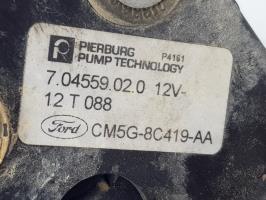 PIERBURG
P4161
PUMP TECHNOLOGY
7.04559.02.0 12V-
12 T 088
Ford CM5G-8C419-AA